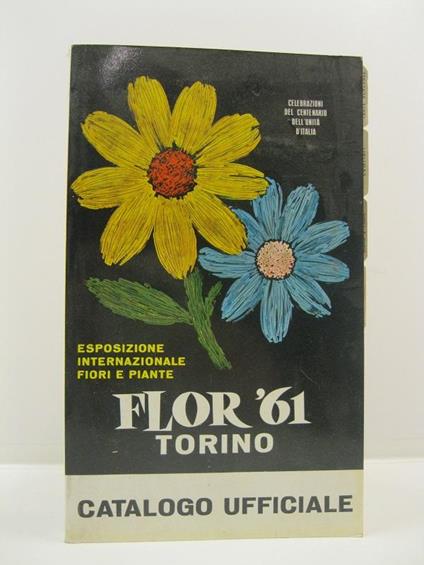 CELEBRAZIONI
DEL CENTENARIO
DELL'UNITÀ
D'ITALIA
ESPOSIZIONE
INTERNAZIONALE
FIORI E PIANTE
FLOR '61
TORINO
CATALOGO UFFICIALE